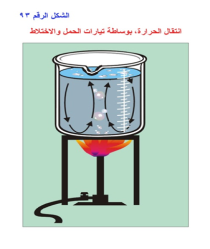 الشكل الرقم ٩٣
انتقال الحرارة، بوساطة تيارات الحمل والاختلاط